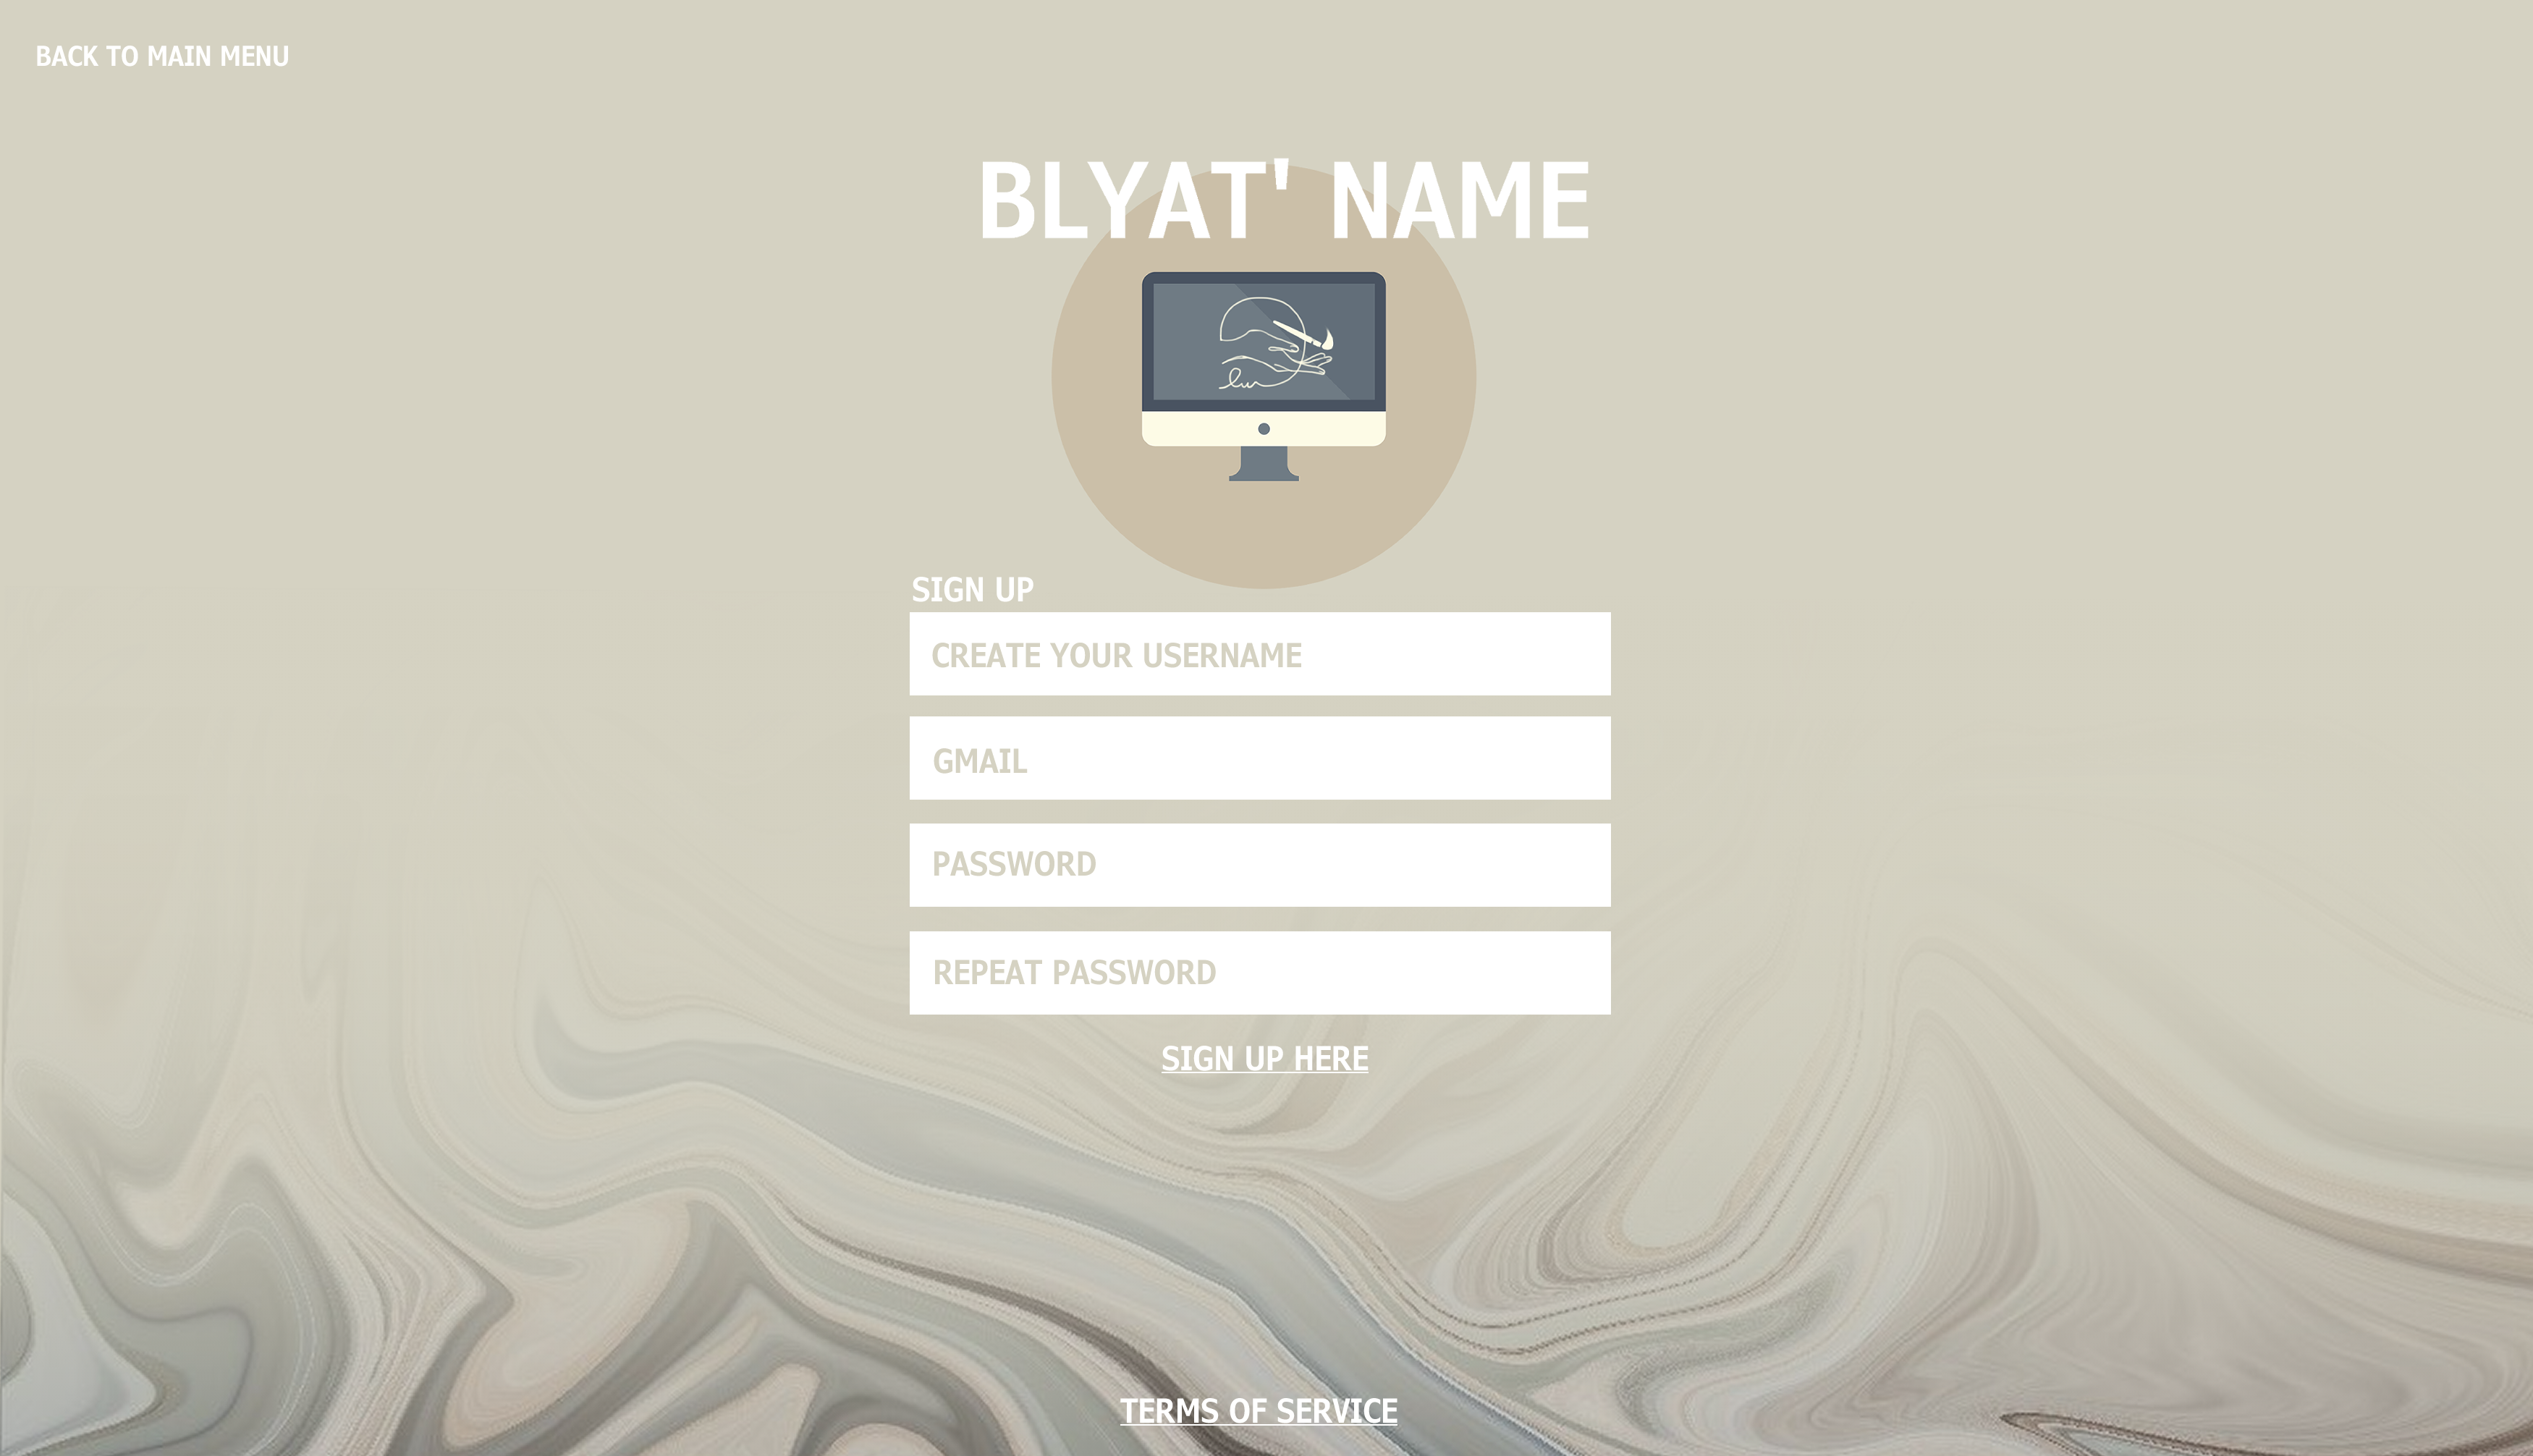 BACK TO MAIN MENU
BLYAT' NAME
SIGN UP
CREATE YOUR USERNAME
GMAIL
PASSWORD
REPEAT PASSWORD
SIGN UP HERE
TERMS OF SERVICE